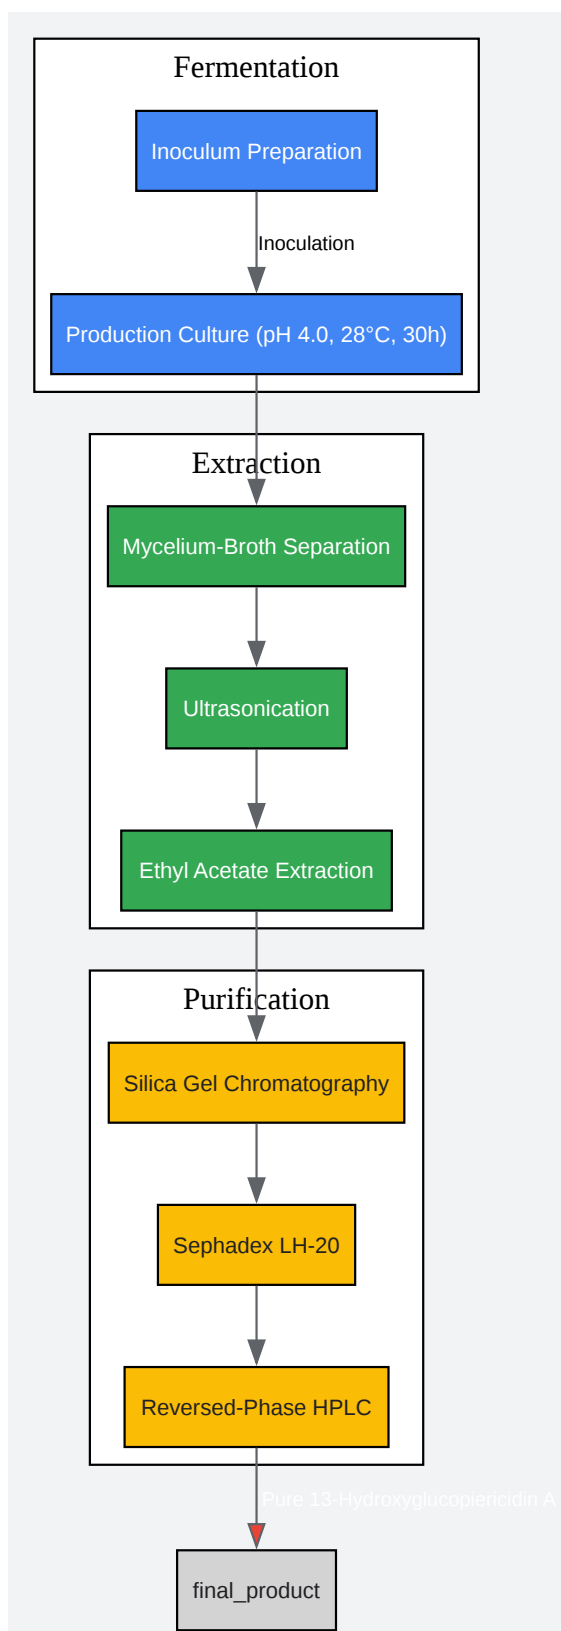 Fermentation
Inoculum Preparation
Inoculation
Production Culture (pH 4.0, 28°C, 30h)
Extraction
Mycelium-Broth Separation
Ultrasonication
Ethyl Acetate Extraction
Purification
Silica Gel Chromatography
Sephadex LH-20
Reversed-Phase HPLC
Pure 13-Hydroxyglucopiericidin A
final_product